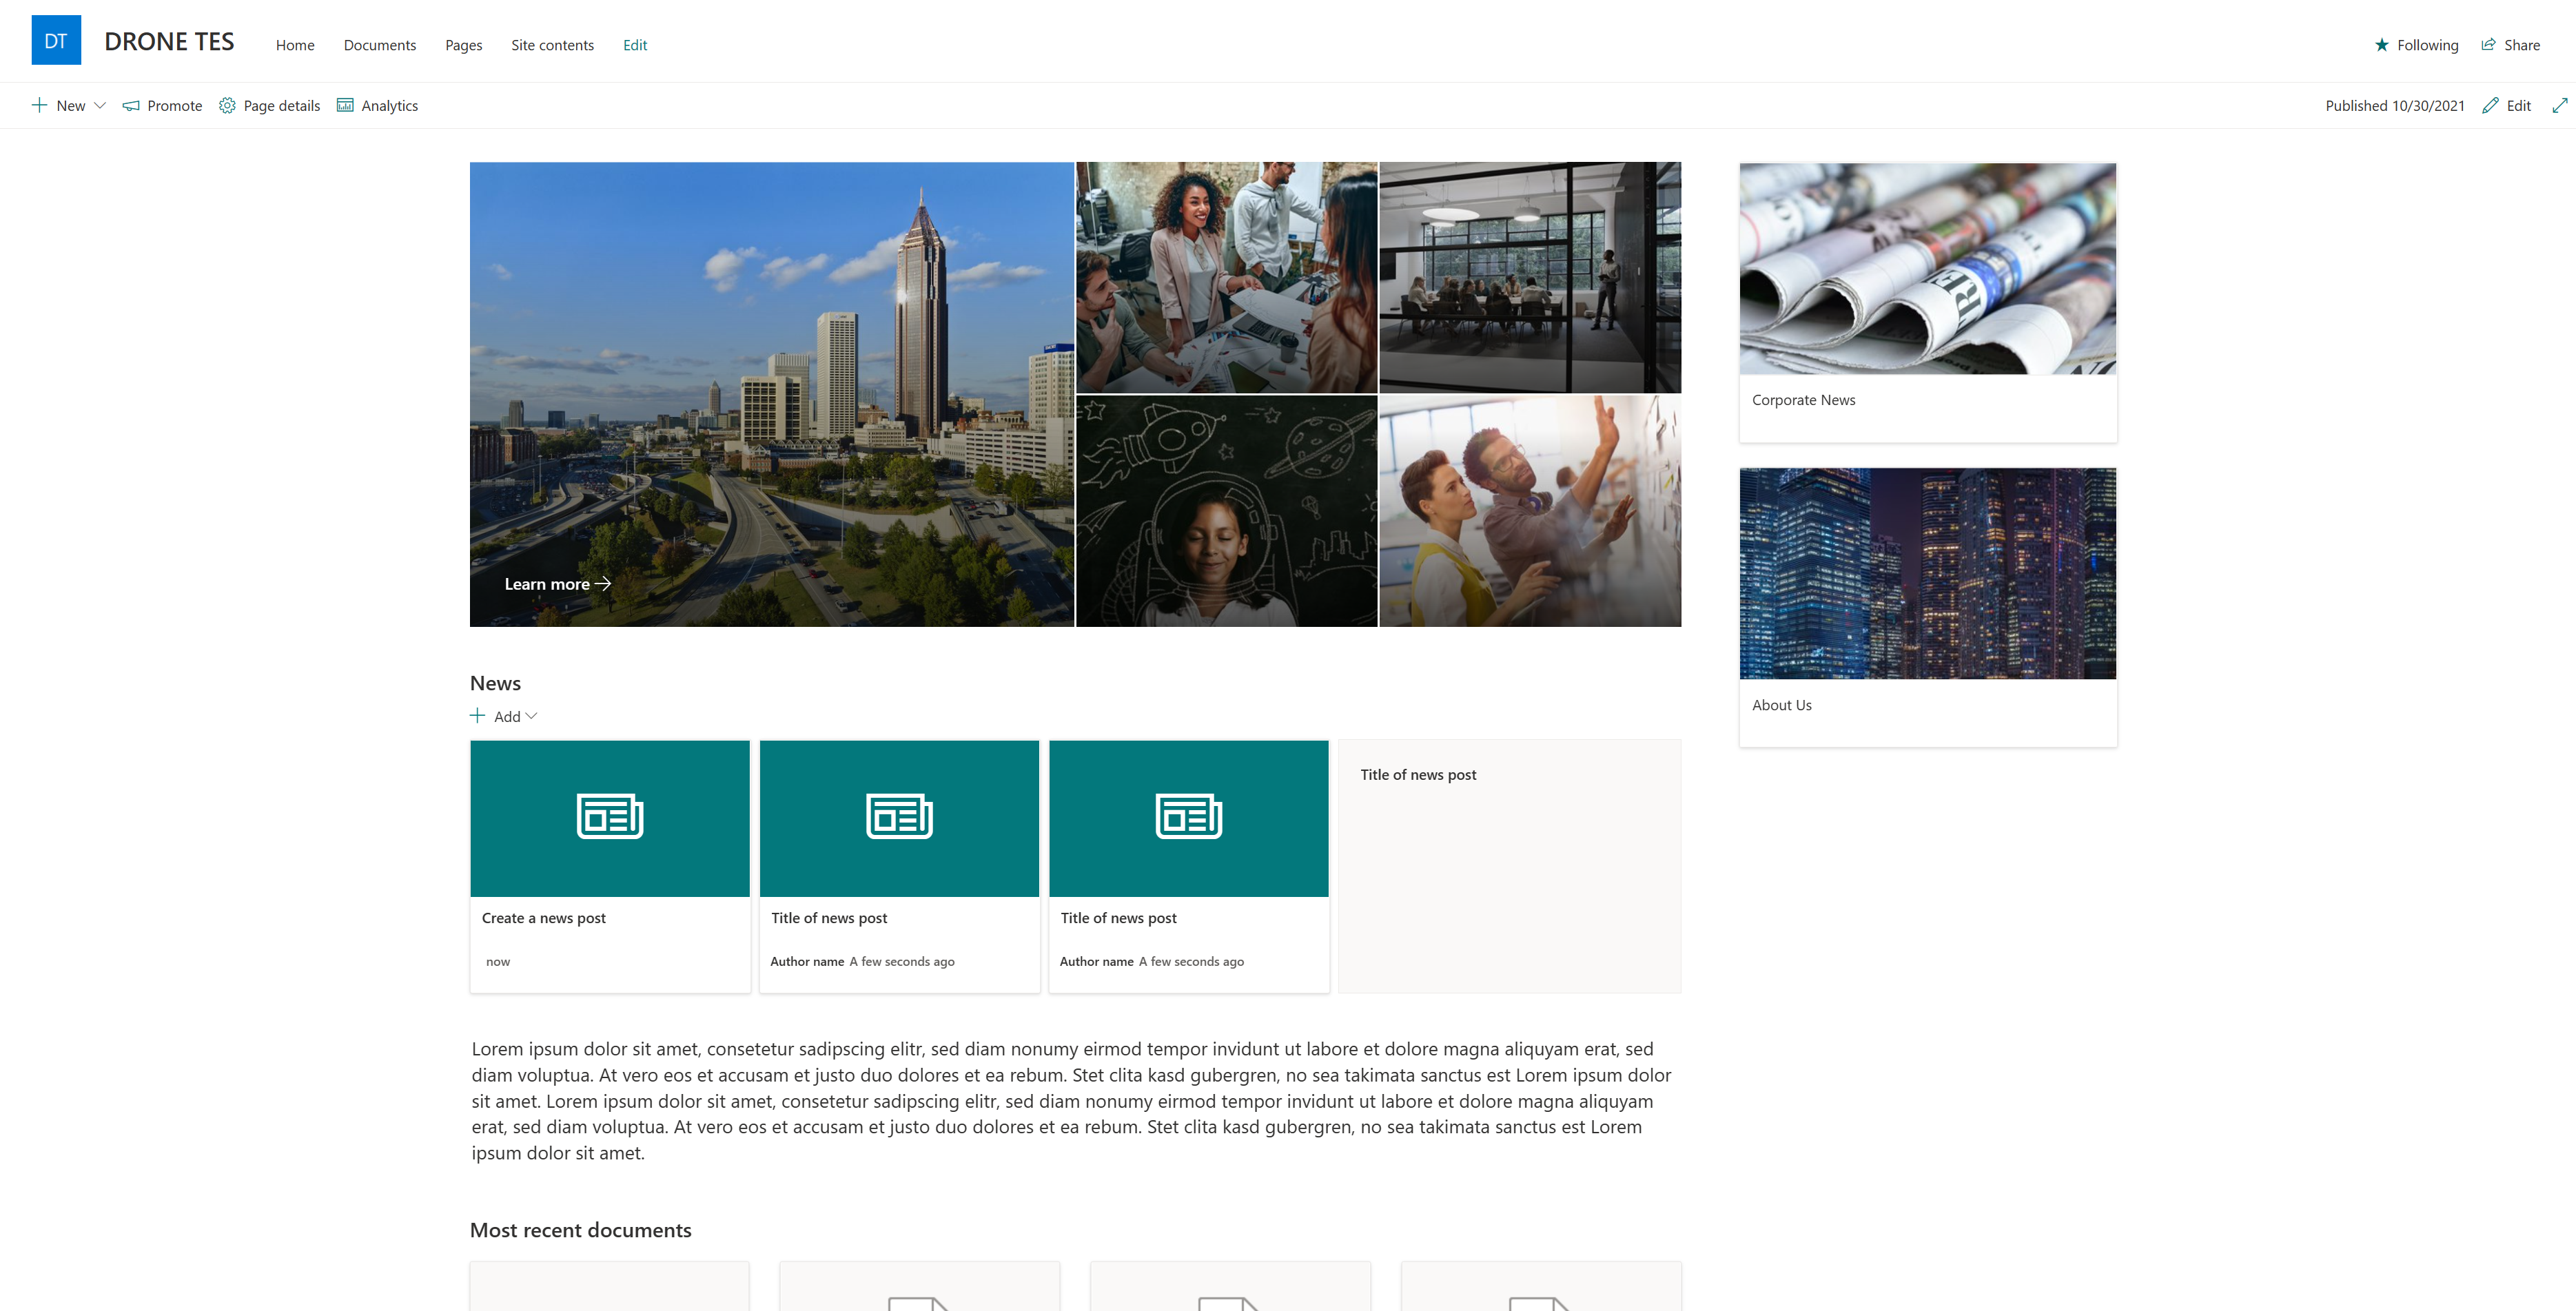 DT
DRONE TES
Home
Documents
Pages
Site contents
Edit
Following
Share
New
Promote
Page details
Analytics
Published 10/30/2021
Edit
Learn more
Corporate News
About Us
News
Add
Create a news post
now
Title of news post
Author name A few seconds ago
Title of news post
Author name A few seconds ago
Title of news post
Lorem ipsum dolor sit amet, consetetur sadipscing elitr, sed diam nonumy eirmod tempor invidunt ut labore et dolore magna aliquyam erat, sed
diam voluptua. At vero eos et accusam et justo duo dolores et ea rebum. Stet clita kasd gubergren, no sea takimata sanctus est Lorem ipsum dolor
sit amet. Lorem ipsum dolor sit amet, consetetur sadipscing elitr, sed diam nonumy eirmod tempor invidunt ut labore et dolore magna aliquyam
erat, sed diam voluptua. At vero eos et accusam et justo duo dolores et ea rebum. Stet clita kasd gubergren, no sea takimata sanctus est Lorem
ipsum dolor sit amet.
Most recent documents